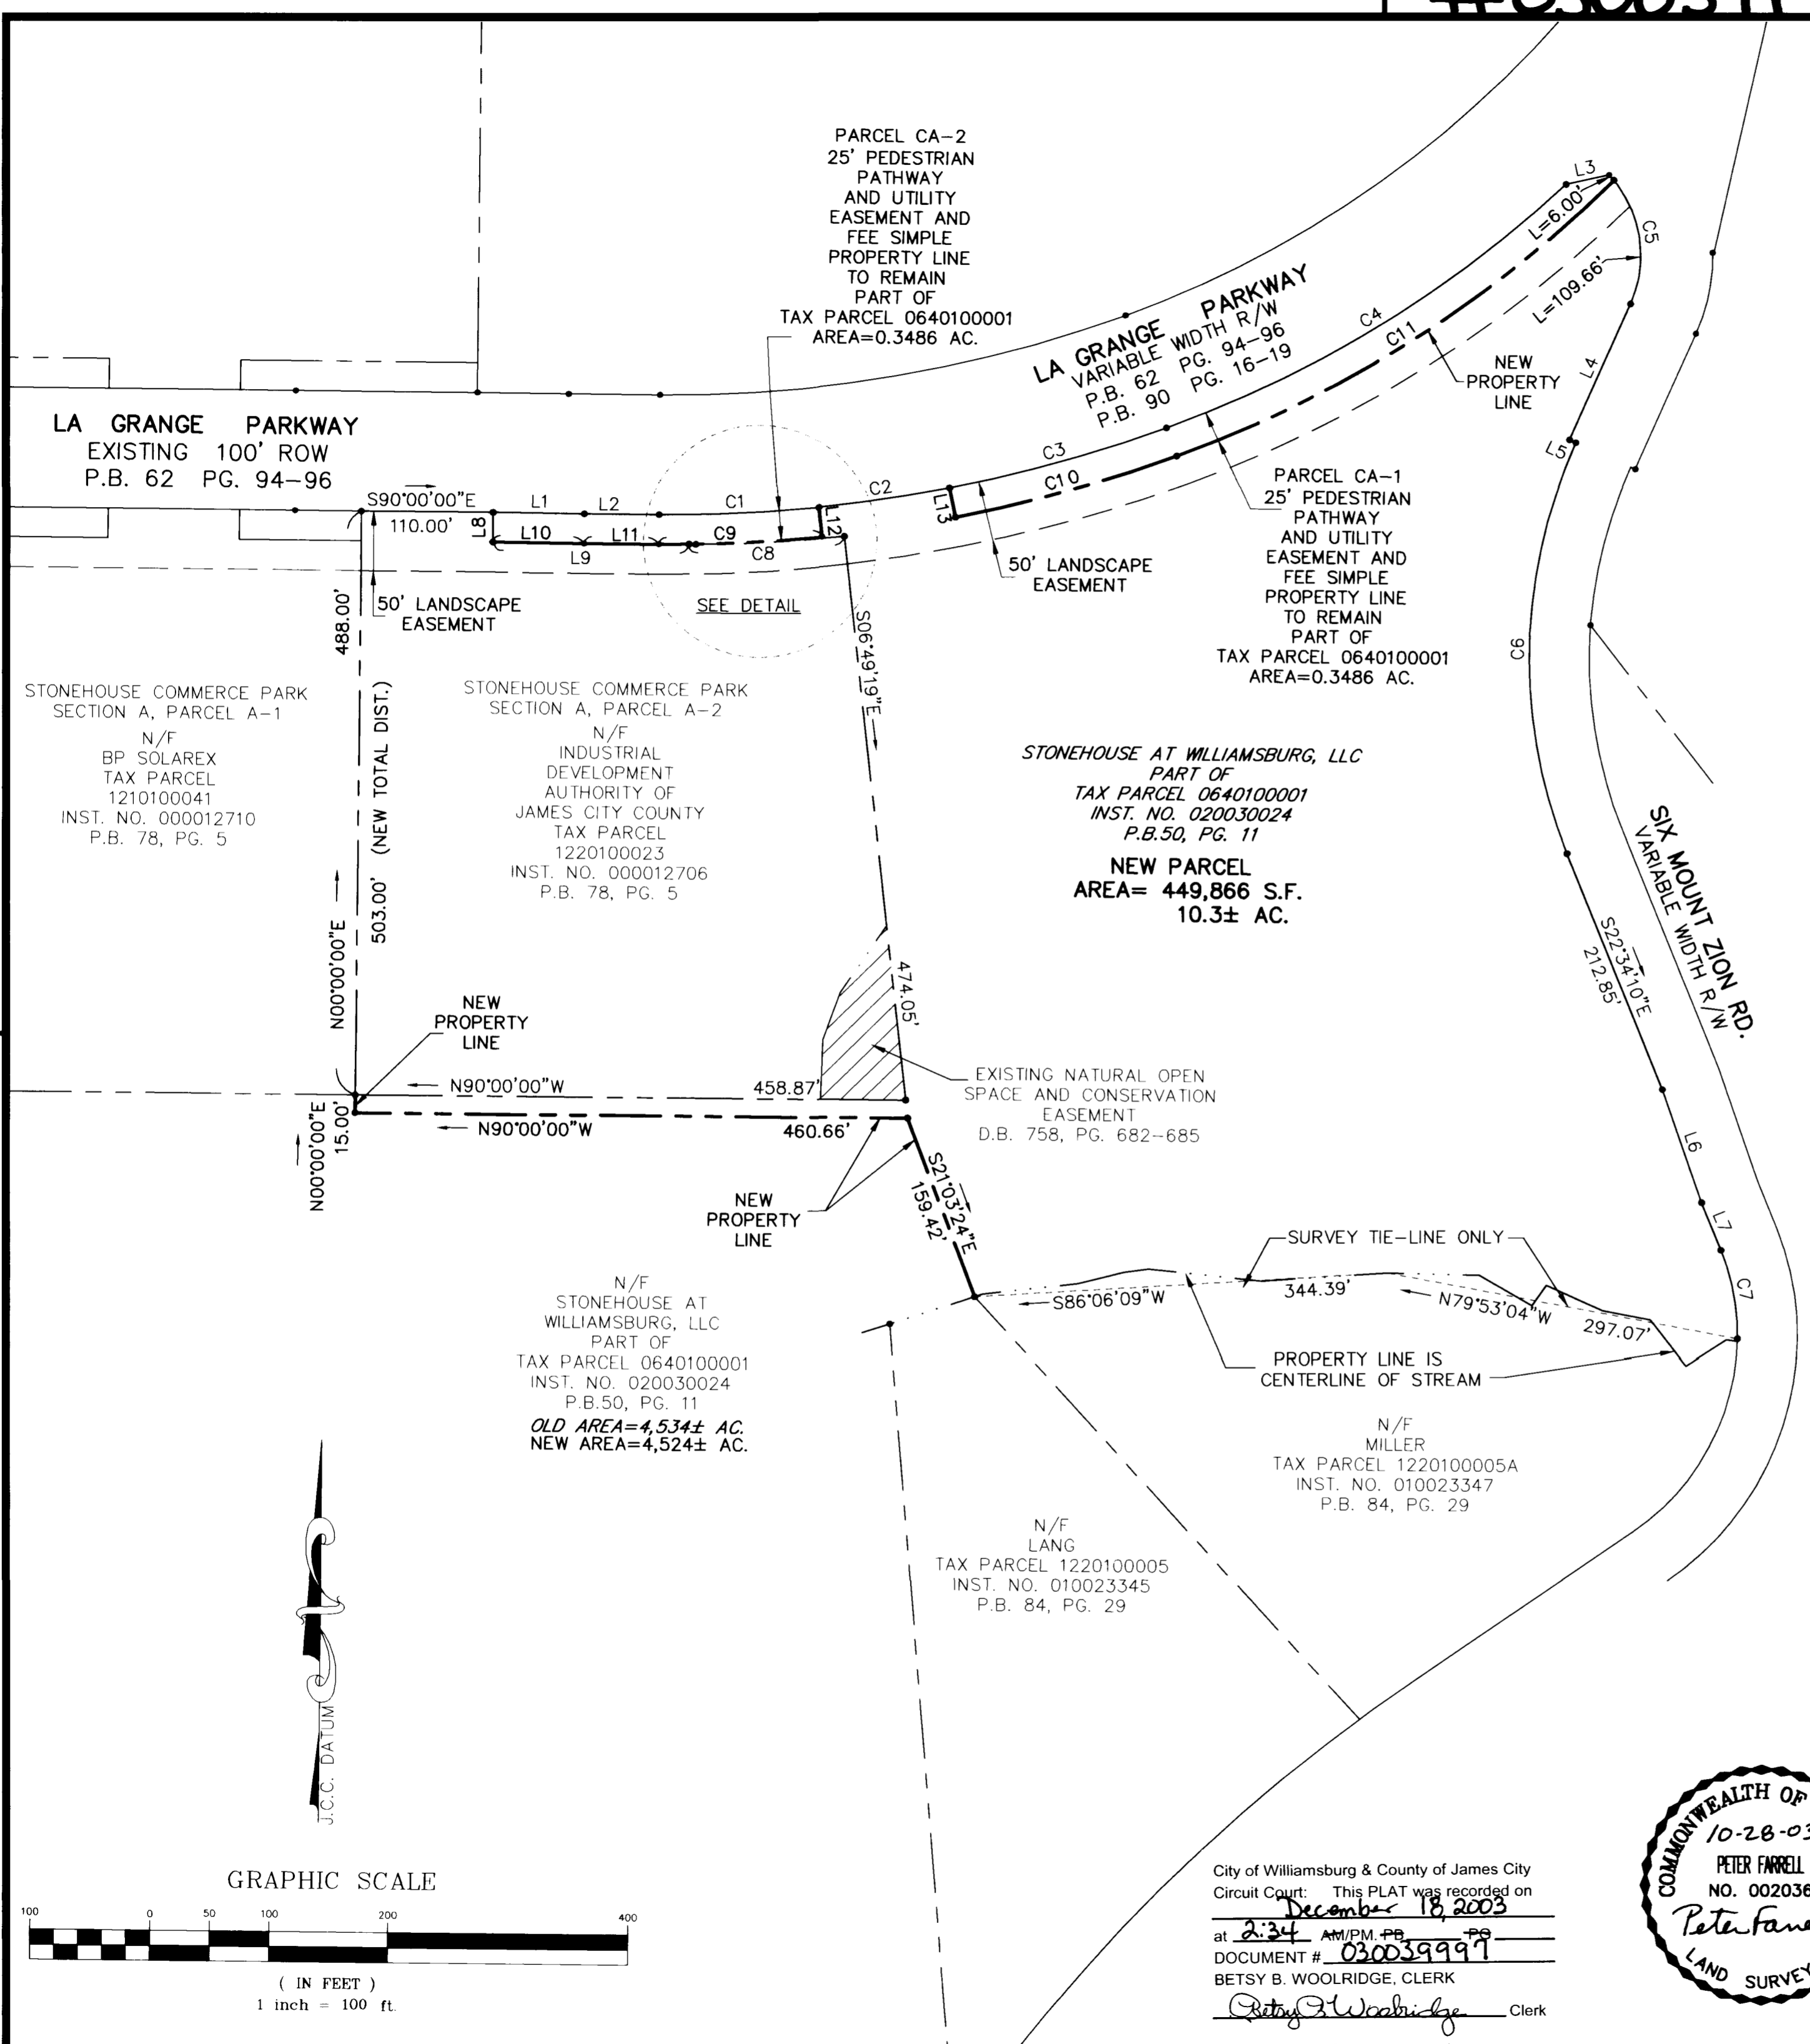 PARCEL CA-2
25' PEDESTRIAN
PATHWAY
AND UTILITY
EASEMENT AND
FEE SIMPLE
PROPERTY LINE
TO REMAIN
PART OF
TAX PARCEL 0640100001
AREA=0.3486 AC.
L3
L=6.00'
C5
L=109.66'
LA GRANGE PARKWAY
VARIABLE WIDTH R/W
P.B. 62 PG. 94-96
P.B. 90 PG. 16-19
C4
C11
NEW
PROPERTY
LINE
L4
L5
LA GRANGE PARKWAY
EXISTING 100' ROW
P.B. 62 PG. 94-96
S90°00'00"E
110.00'
L1
L2
C1
C2
C3
C10
L8
L10
L11
C9
L12
L13
L9
C8
50' LANDSCAPE
EASEMENT
SEE DETAIL
50' LANDSCAPE
EASEMENT
PARCEL CA-1
25' PEDESTRIAN
PATHWAY
AND UTILITY
EASEMENT AND
FEE SIMPLE
PROPERTY LINE
TO REMAIN
PART OF
TAX PARCEL 0640100001
AREA=0.3486 AC.
C6
488.00'
503.00' (NEW TOTAL DIST.)
N00°00'00"E
S06°49'19"E
474.05'
STONEHOUSE COMMERCE PARK
SECTION A, PARCEL A-1
N/F
BP SOLAREX
TAX PARCEL
1210100041
INST. NO. 000012710
P.B. 78, PG. 5
STONEHOUSE COMMERCE PARK
SECTION A, PARCEL A-2
N/F
INDUSTRIAL
DEVELOPMENT
AUTHORITY OF
JAMES CITY COUNTY
TAX PARCEL
1220100023
INST. NO. 000012706
P.B. 78, PG. 5
STONEHOUSE AT WILLIAMSBURG, LLC
PART OF
TAX PARCEL 0640100001
INST. NO. 020030024
P.B.50, PG. 11
NEW PARCEL
AREA= 449,866 S.F.
10.3± AC.
SIX MOUNT ZION RD.
VARIABLE WIDTH R/W
S22°34'10"E
212.85'
L6
L7
C7
NEW
PROPERTY
LINE
N90°00'00"W
458.87'
N90°00'00"W
460.66'
N00°00'00"E
15.00'
EXISTING NATURAL OPEN
SPACE AND CONSERVATION
EASEMENT
D.B. 758, PG. 682-685
NEW
PROPERTY
LINE
S21°03'24"E
159.42'
SURVEY TIE-LINE ONLY
S86°06'09"W
344.39'
N79°53'04"W
297.07'
PROPERTY LINE IS
CENTERLINE OF STREAM
N/F
STONEHOUSE AT
WILLIAMSBURG, LLC
PART OF
TAX PARCEL 0640100001
INST. NO. 020030024
P.B.50, PG. 11
OLD AREA=4,534± AC.
NEW AREA=4,524± AC.
N/F
MILLER
TAX PARCEL 1220100005A
INST. NO. 010023347
P.B. 84, PG. 29
N/F
LANG
TAX PARCEL 1220100005
INST. NO. 010023345
P.B. 84, PG. 29
J.C.C. DATUM
GRAPHIC SCALE
100 0 50 100 200 400
( IN FEET )
1 inch = 100 ft.
City of Williamsburg & County of James City
Circuit Court: This PLAT was recorded on
December 18, 2003
at 2:34 AM/PM. PB PG
DOCUMENT # 030039997
BETSY B. WOOLRIDGE, CLERK
Betsy B Woolridge Clerk
COMMONWEALTH OF
10-28-03
PETER FARRELL
NO. 002036
Peter Farre
LAND SURVEY